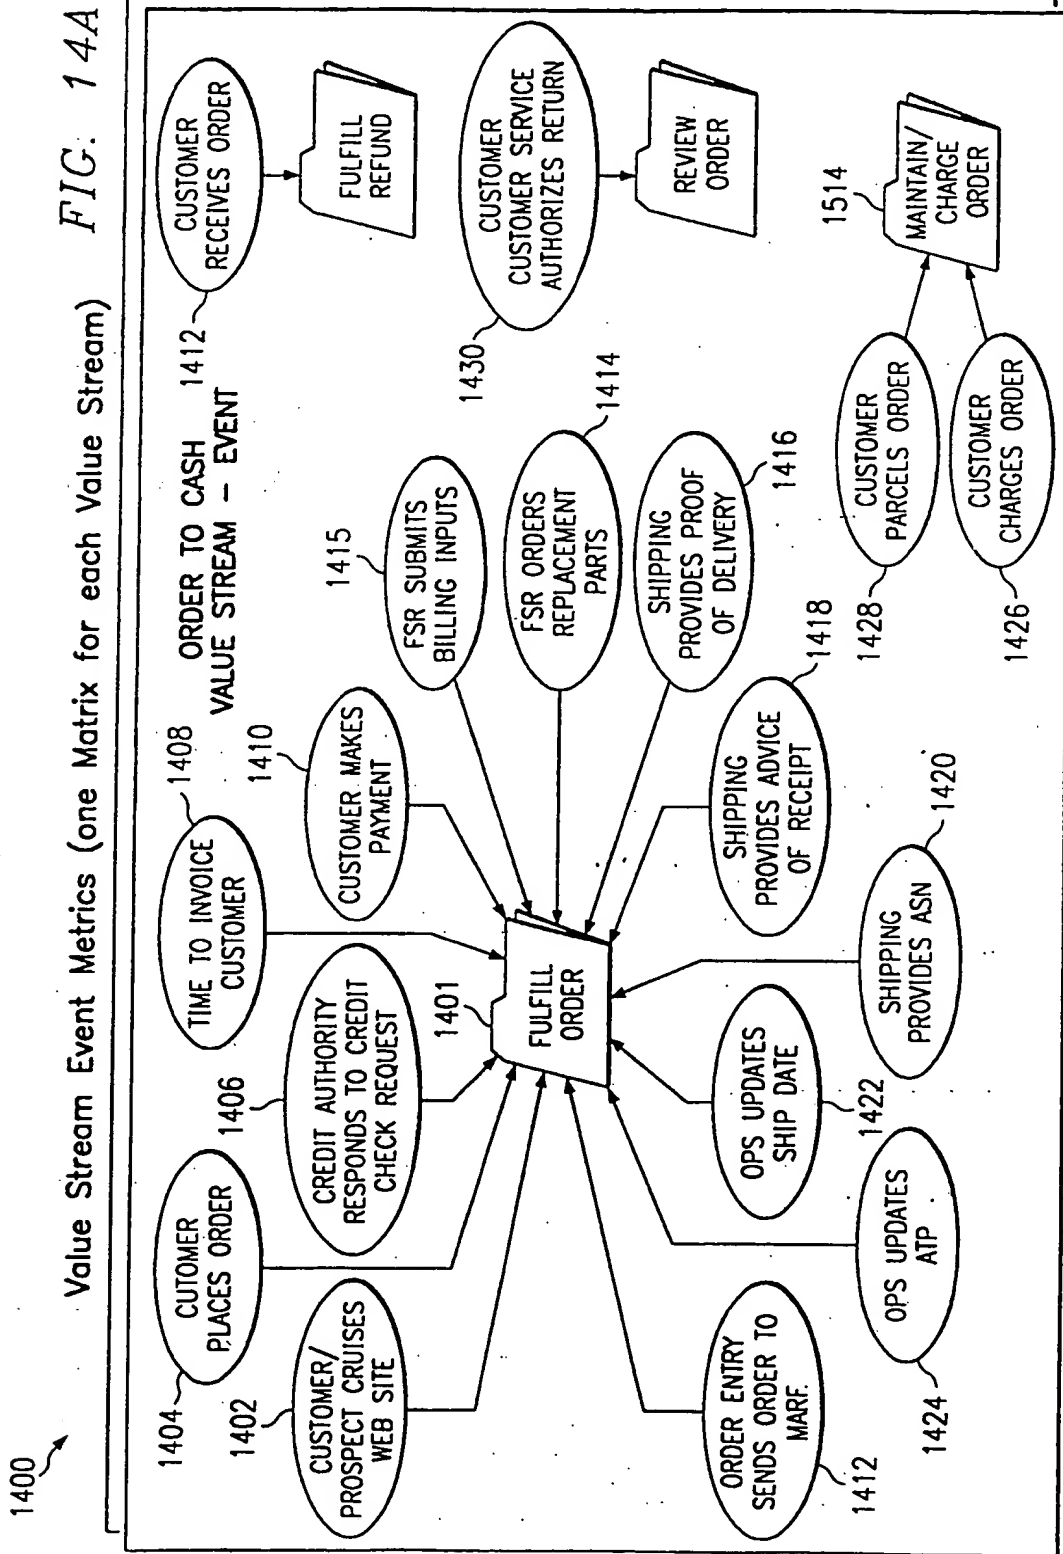 1400
Value Stream Event Metrics (one Matrix for each Value Stream)
FIG. 14A
ORDER TO CASH
VALUE STREAM – EVENT
1404
CUTOMER
PLACES ORDER
1408
TIME TO INVOICE
CUSTOMER
1412
CUSTOMER
RECEIVES ORDER
FULFILL
REFUND
1402
CUSTOMER/
PROSPECT CRUISES
WEB SITE
1406
CREDIT AUTHORITY
RESPONDS TO CREDIT
CHECK REQUEST
1410
CUSTOMER MAKES
PAYMENT
1415
FSR SUBMITS
BILLING INPUTS
1401
FULFILL
ORDER
1414
FSR ORDERS
REPLACEMENT
PARTS
1430
CUSTOMER
CUSTOMER SERVICE
AUTHORIZES RETURN
REVIEW
ORDER
1416
SHIPPING
PROVIDES PROOF
OF DELIVERY
1412
ORDER ENTRY
SENDS ORDER TO
MARF.
1422
OPS UPDATES
SHIP DATE
1418
SHIPPING
PROVIDES ADVICE
OF RECEIPT
1424
OPS UPDATES
ATP
1420
SHIPPING
PROVIDES ASN
1428
CUSTOMER
PARCELS ORDER
1426
CUSTOMER
CHARGES ORDER
1514
MAINTAIN/
CHARGE
ORDER